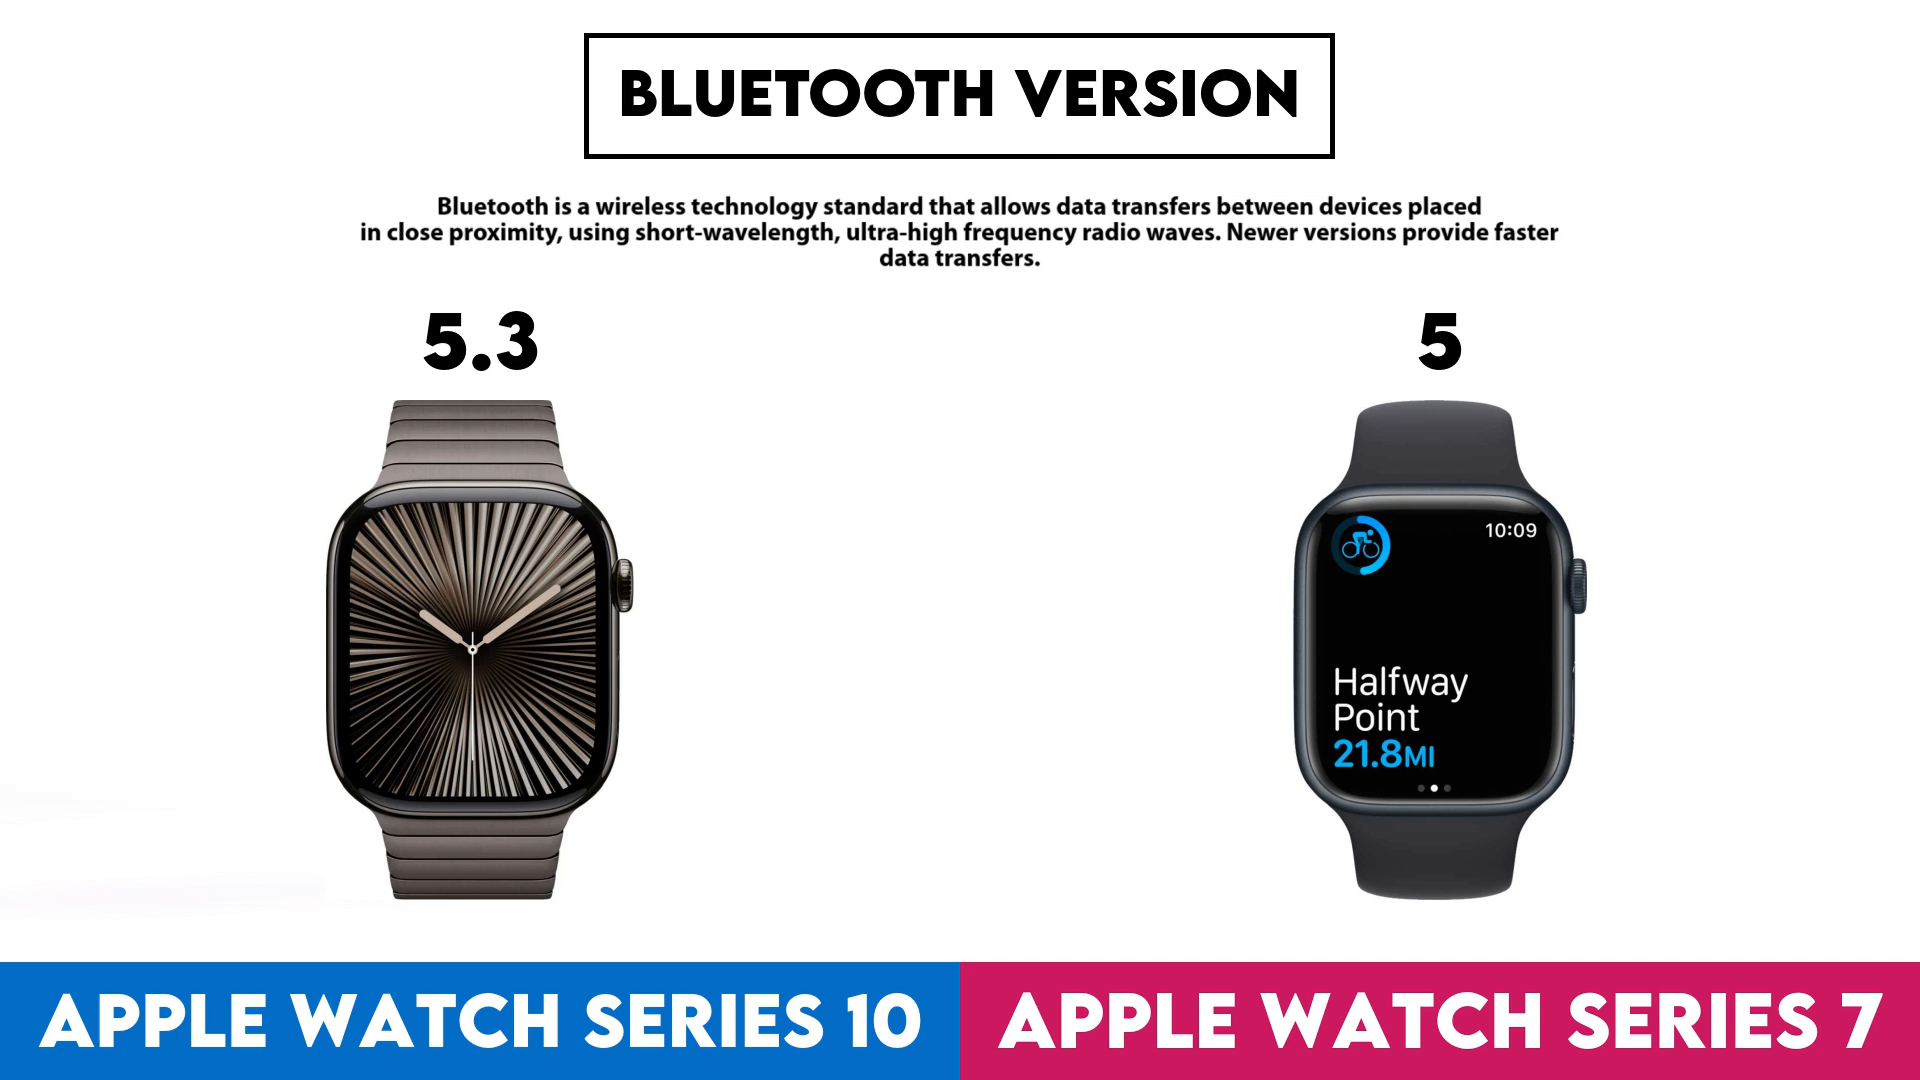 BLUETOOTH VERSION
Bluetooth is a wireless technology standard that allows data transfers between devices placed
in close proximity, using short-wavelength, ultra-high frequency radio waves. Newer versions provide faster
data transfers.
5.3
5
10:09
Halfway
Point
21.8MI
APPLE WATCH SERIES 10
APPLE WATCH SERIES 7